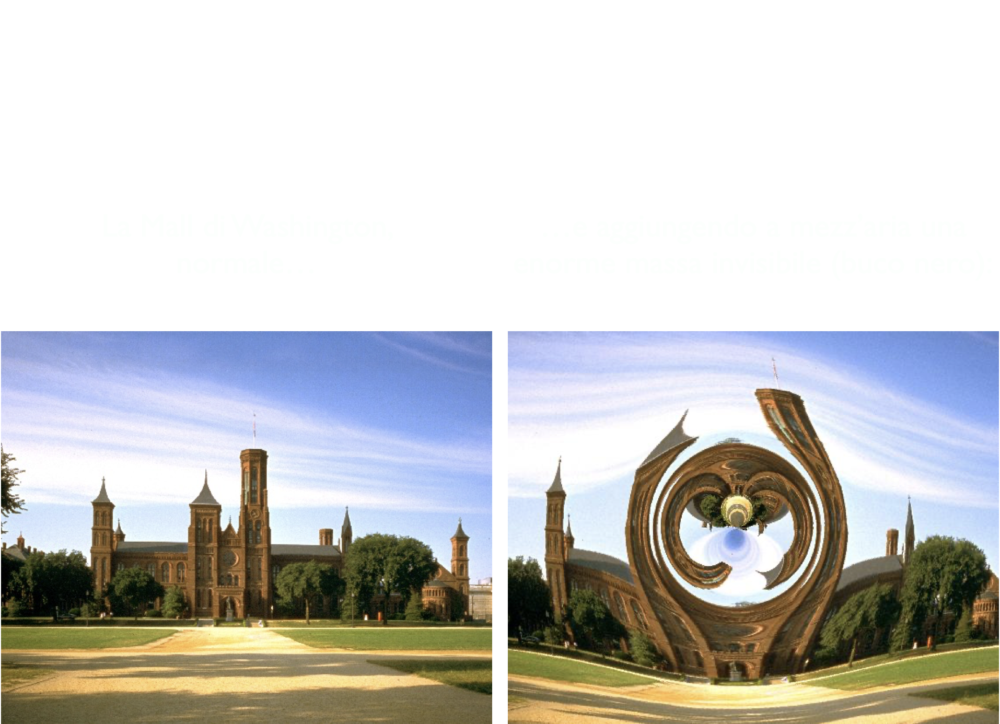 La Mall di Washington,
normale
e aggiungendo a mezz'aria una
enorme massa invisibile (buco nero)